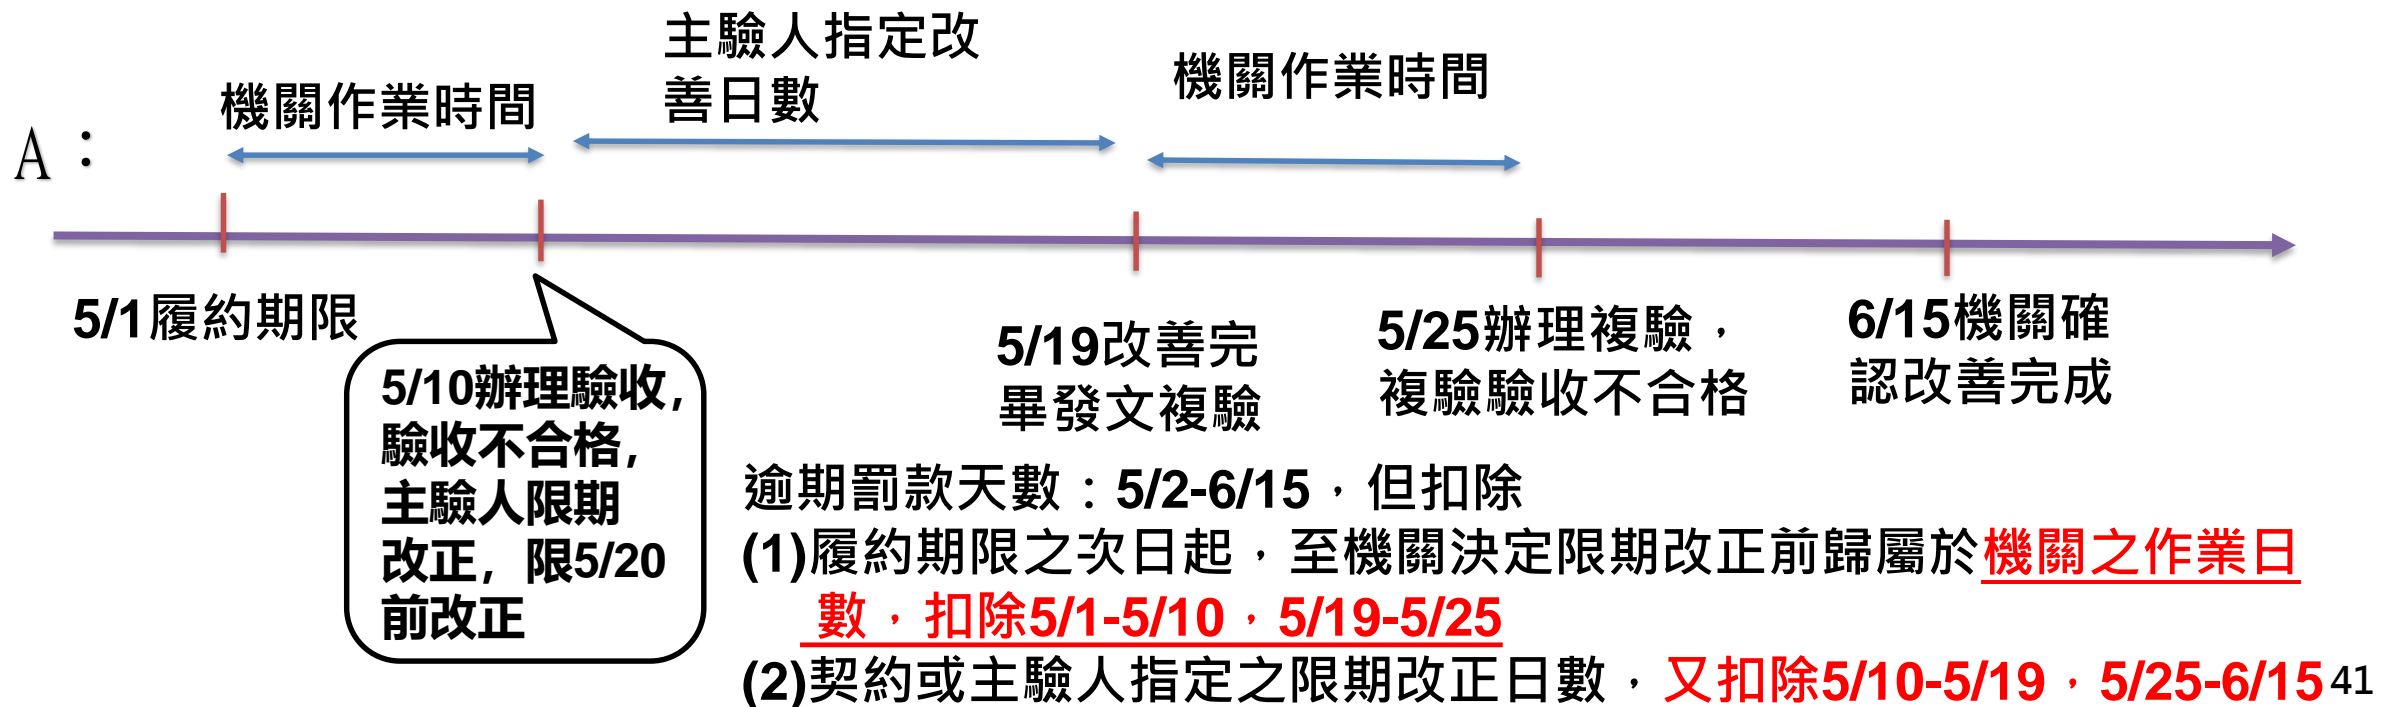 A：
機關作業時間
主驗人指定改
善日數
機關作業時間
5/1履約期限
5/10辦理驗收,
驗收不合格,
主驗人限期
改正, 限5/20
前改正
5/19改善完
畢發文複驗
5/25辦理複驗，
複驗驗收不合格
6/15機關確
認改善完成
逾期罰款天數：5/2-6/15，但扣除
(1)履約期限之次日起，至機關決定限期改正前歸屬於機關之作業日
數，扣除5/1-5/10，5/19-5/25
(2)契約或主驗人指定之限期改正日數，又扣除5/10-5/19，5/25-6/15
41